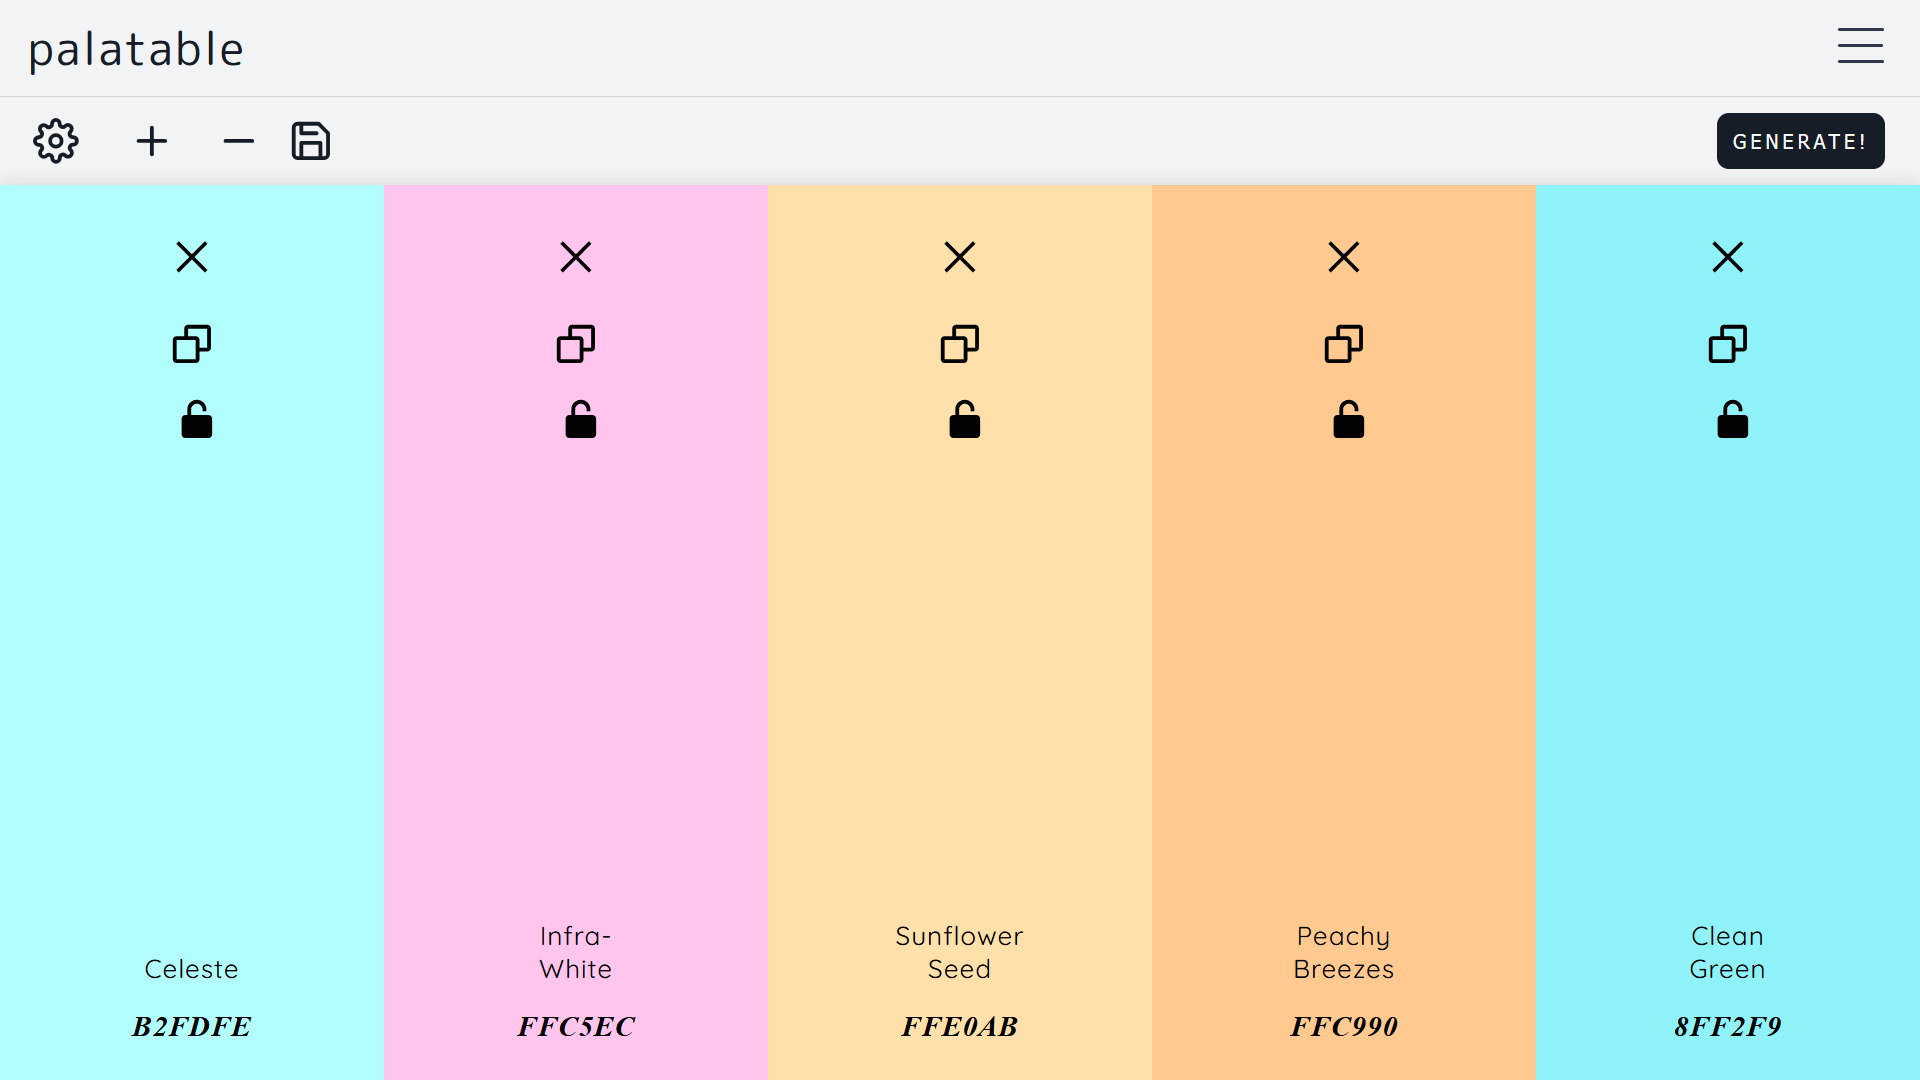 palatable
GENERATE!
Celeste
B2FDFE
Infra-
White
FFC5EC
Sunflower
Seed
FFE0AB
Peachy
Breezes
FFC990
Clean
Green
8FF2F9